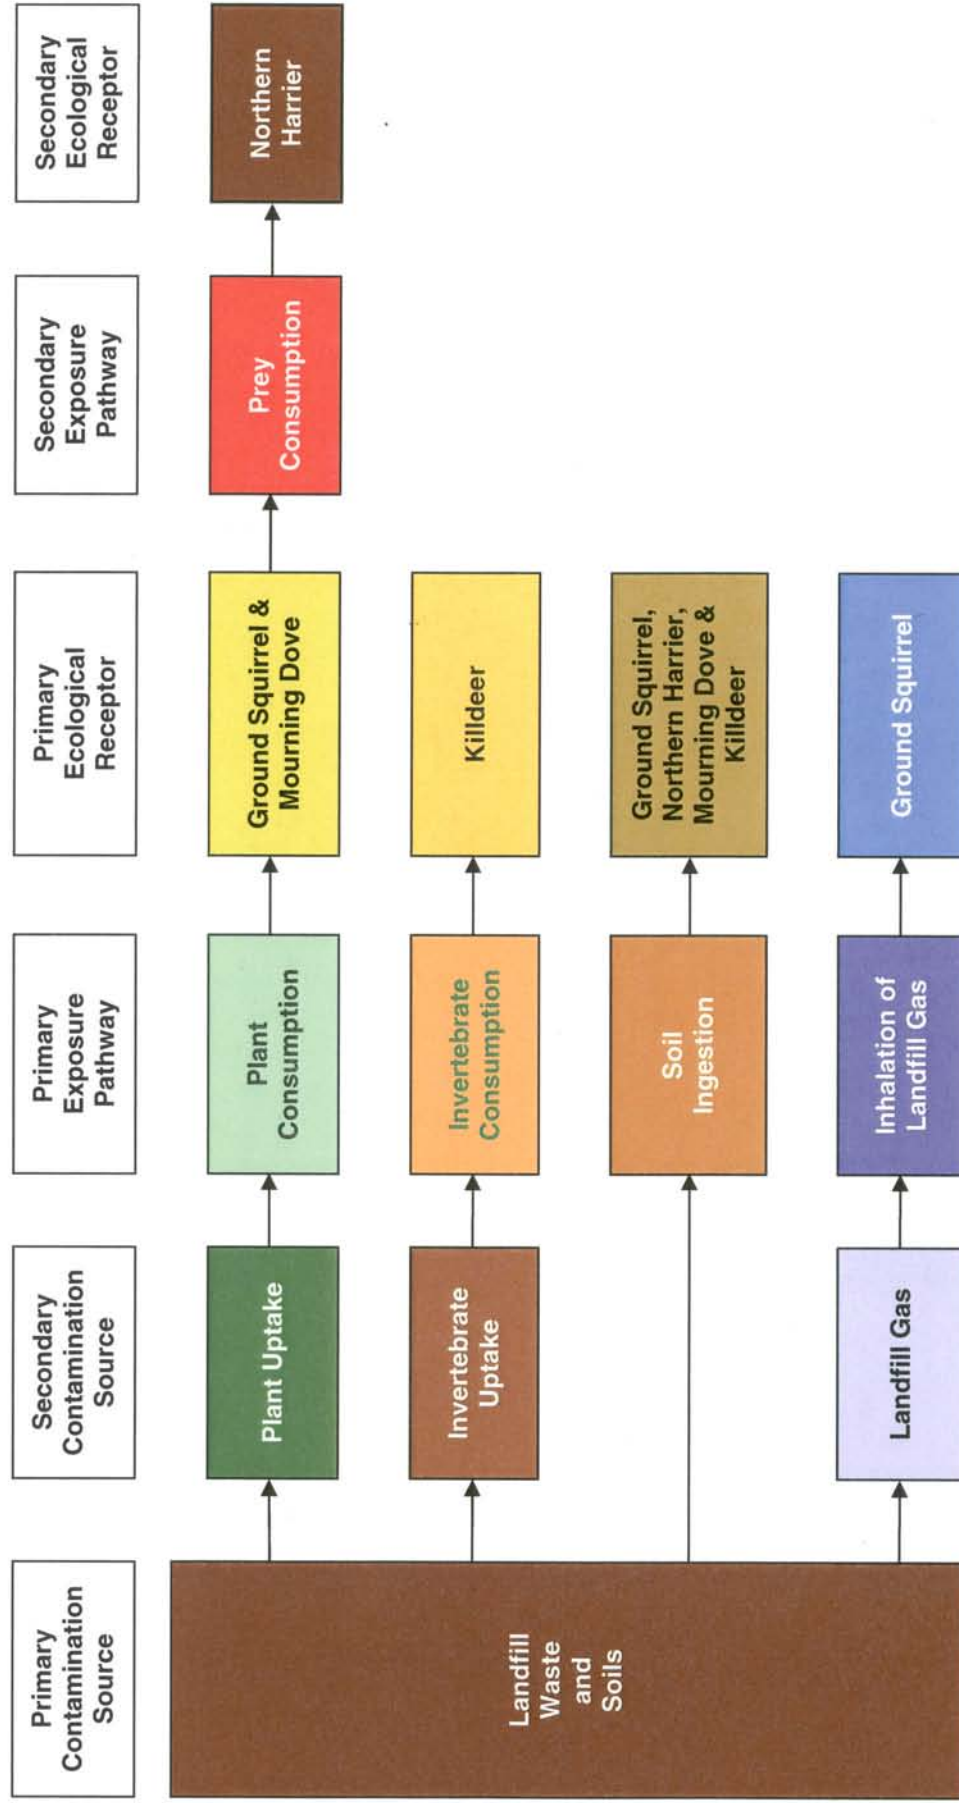 Primary
Contamination
Source
Secondary
Contamination
Source
Primary
Exposure
Pathway
Primary
Ecological
Receptor
Secondary
Exposure
Pathway
Secondary
Ecological
Receptor
Landfill
Waste
and
Soils
Plant Uptake
Plant
Consumption
Ground Squirrel &
Mourning Dove
Prey
Consumption
Northern
Harrier
Invertebrate
Uptake
Invertebrate
Consumption
Killdeer
Soil
Ingestion
Ground Squirrel,
Northern Harrier,
Mourning Dove &
Killdeer
Landfill Gas
Inhalation of
Landfill Gas
Ground Squirrel